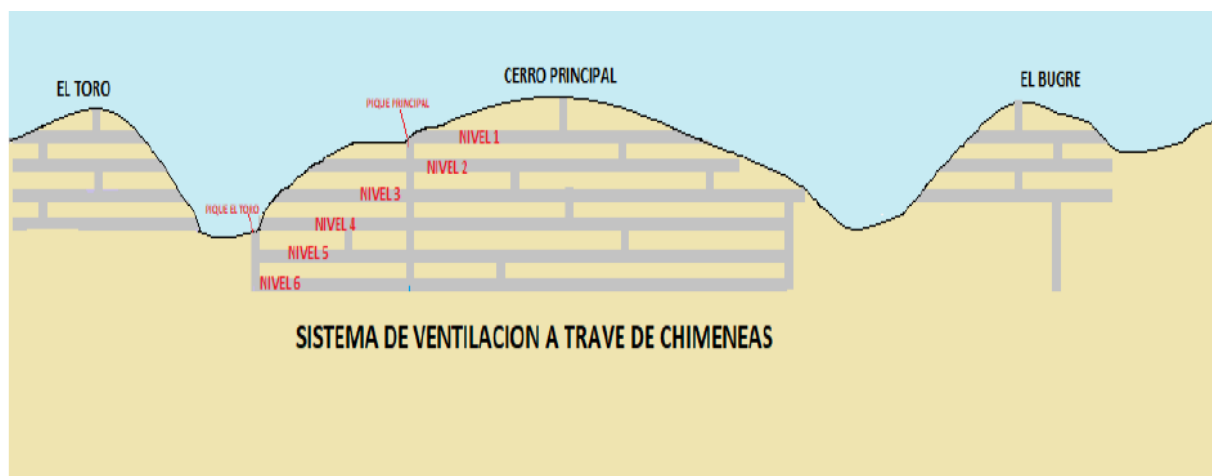 EL TORO
CERRO PRINCIPAL
EL BUGRE
PIQUE PRINCIPAL
NIVEL 1
NIVEL 2
NIVEL 3
PIQUE EL TORO
NIVEL 4
NIVEL 5
NIVEL 6
SISTEMA DE VENTILACION A TRAVE DE CHIMENEAS